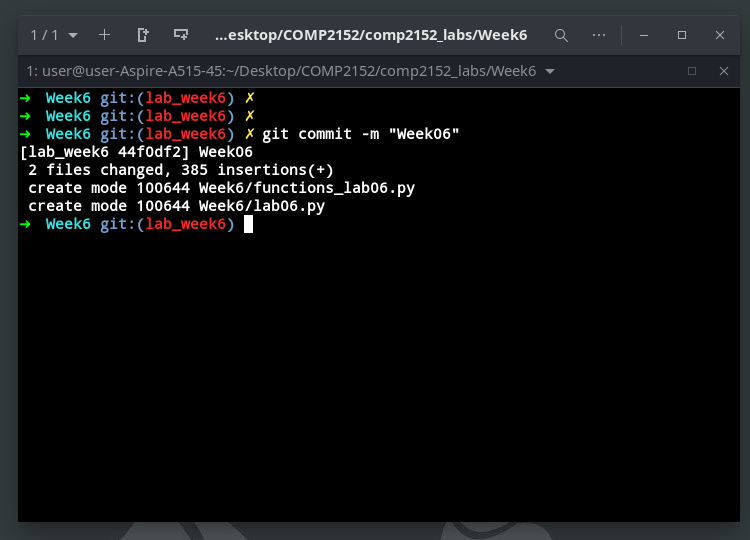 1 / 1
...esktop/COMP2152/comp2152_labs/Week6
1: user@user-Aspire-A515-45:~/Desktop/COMP2152/comp2152_labs/Week6
➜ Week6 git:(lab_week6) ✗
➜ Week6 git:(lab_week6) ✗
➜ Week6 git:(lab_week6) ✗ git commit -m "Week06"
[lab_week6 44f0df2] Week06
2 files changed, 385 insertions(+)
create mode 100644 Week6/functions_lab06.py
create mode 100644 Week6/lab06.py
➜ Week6 git:(lab_week6)